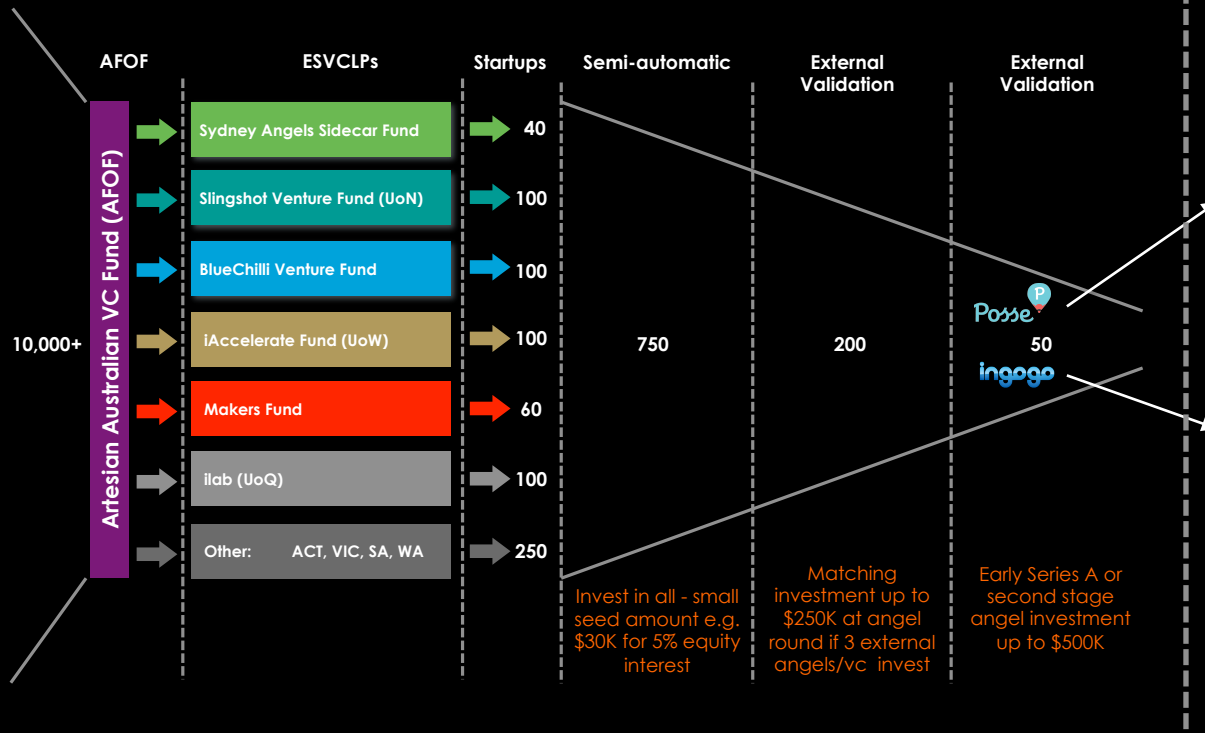 AFOF
ESVCLPs
Startups
Semi-automatic
External
Validation
External
Validation
10,000+
Artesian Australian VC Fund (AFOF)
Sydney Angels Sidecar Fund
40
Slingshot Venture Fund (UoN)
100
BlueChilli Venture Fund
100
iAccelerate Fund (UoW)
100
Makers Fund
60
ilab (UoQ)
100
Other: ACT, VIC, SA, WA
250
750
200
Posse
P
50
ingogo
Invest in all - small
seed amount e.g.
$30K for 5% equity
interest
Matching
investment up to
$250K at angel
round if 3 external
angels/vc invest
Early Series A or
second stage
angel investment
up to $500K